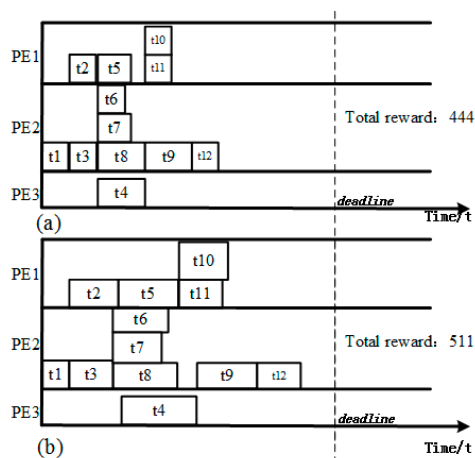 t10
PE1
t2 t5 t11
t6
PE2 t7 Total reward: 444
t1 t3 t8 t9 t12
PE3 t4
deadline
(a) Time/t
PE1 t10
t2 t5 t11
t6
PE2 t7 Total reward: 511
t1 t3 t8 t9 t12
PE3 t4
deadline
(b) Time/t